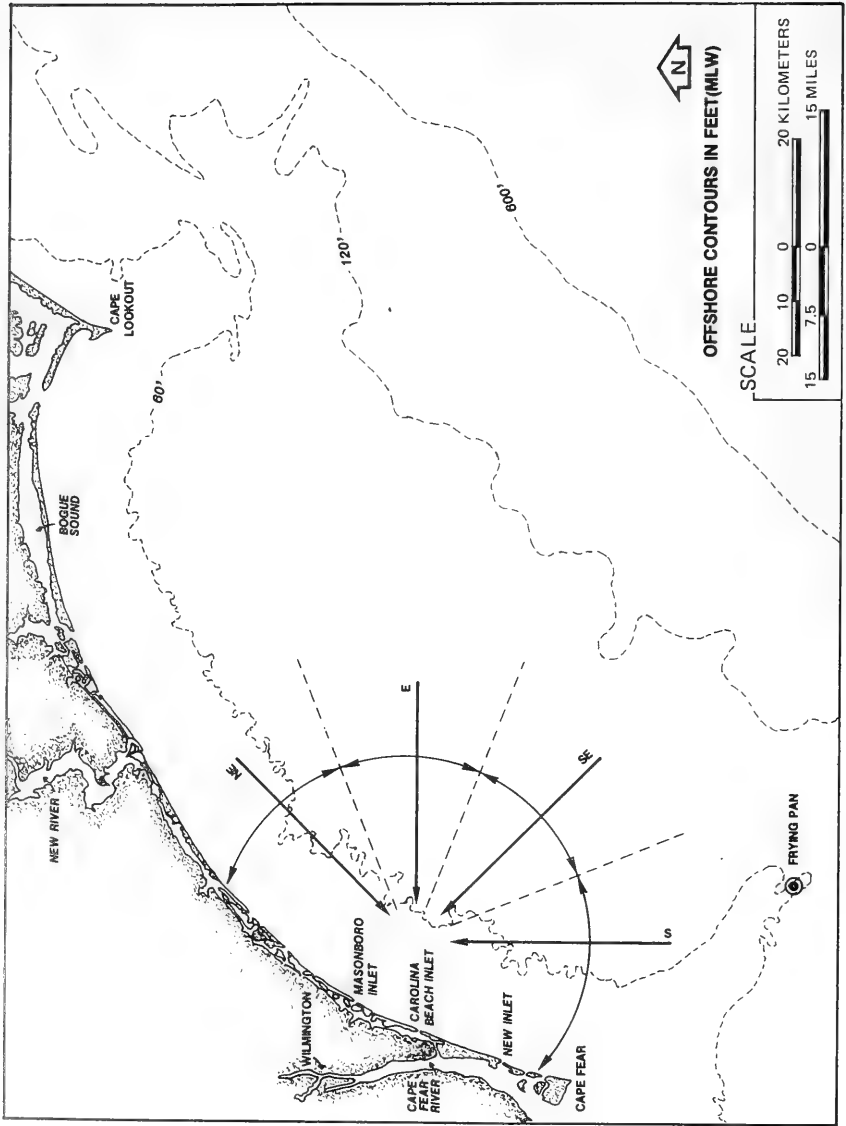 CAPE
LOOKOUT
BOGUE
SOUND
NEW RIVER
WILMINGTON
MASONBORO
INLET
CAROLINA
BEACH INLET
NEW INLET
CAPE
FEAR
RIVER
CAPE FEAR
60'
120'
600'
NE
E
SE
S
FRYING PAN
N
OFFSHORE CONTOURS IN FEET(MLW)
SCALE
20 10 0 20 KILOMETERS
15 7.5 0 15 MILES